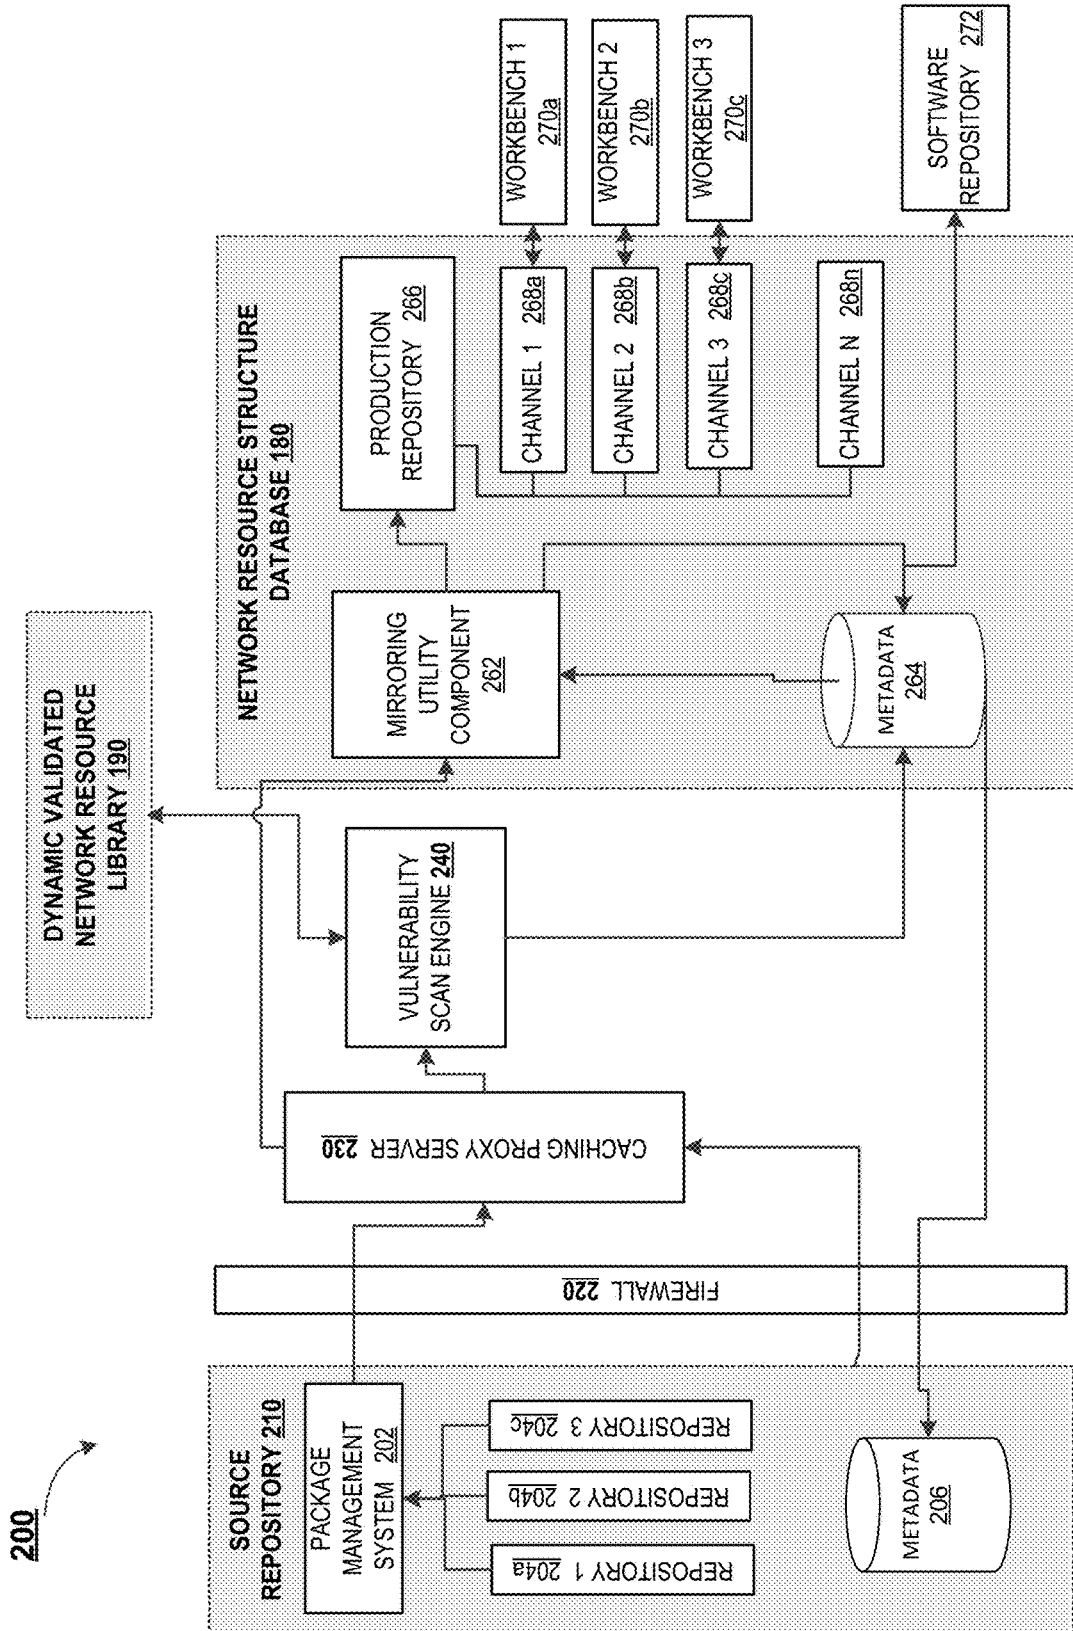 200
SOURCE
REPOSITORY 210
PACKAGE
MANAGEMENT
SYSTEM 202
REPOSITORY 1 204a
REPOSITORY 2 204b
REPOSITORY 3 204c
METADATA
206
FIREWALL 220
CACHING PROXY SERVER 230
VULNERABILITY
SCAN ENGINE 240
DYNAMIC VALIDATED
NETWORK RESOURCE
LIBRARY 190
NETWORK RESOURCE STRUCTURE
DATABASE 180
MIRRORING
UTILITY
COMPONENT
262
METADATA
264
PRODUCTION
REPOSITORY 266
CHANNEL 1 268a
CHANNEL 2 268b
CHANNEL 3 268c
CHANNEL N 268n
WORKBENCH 1
270a
WORKBENCH 2
270b
WORKBENCH 3
270c
SOFTWARE
REPOSITORY 272